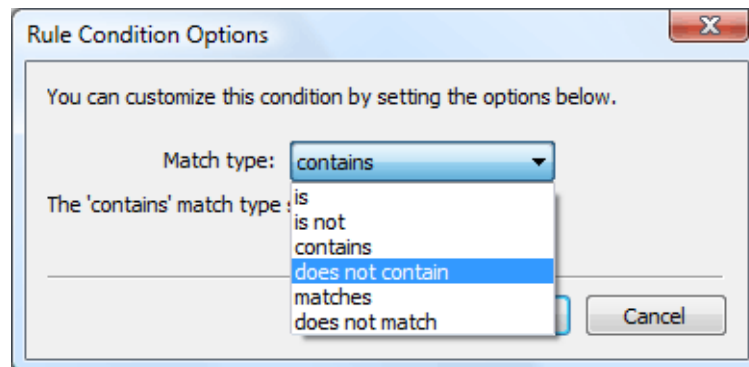 Rule Condition Options
You can customize this condition by setting the options below.
Match type: contains
The 'contains' match type
is
is not
contains
does not contain
matches
does not match
Cancel